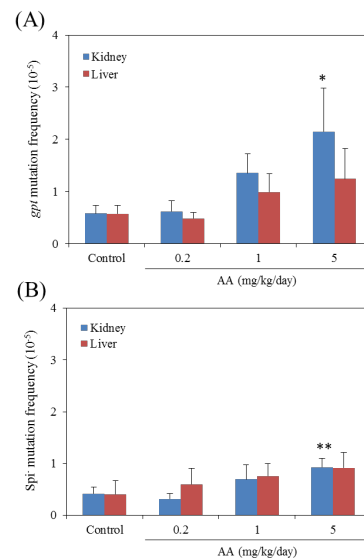 (A)
gpt mutation frequency (10-5)
4
3
2
1
0
Kidney
Liver
*
Control
0.2
1
5
AA (mg/kg/day)
(B)
Spi- mutation frequency (10-5)
4
3
2
1
0
Kidney
Liver
**
Control
0.2
1
5
AA (mg/kg/day)